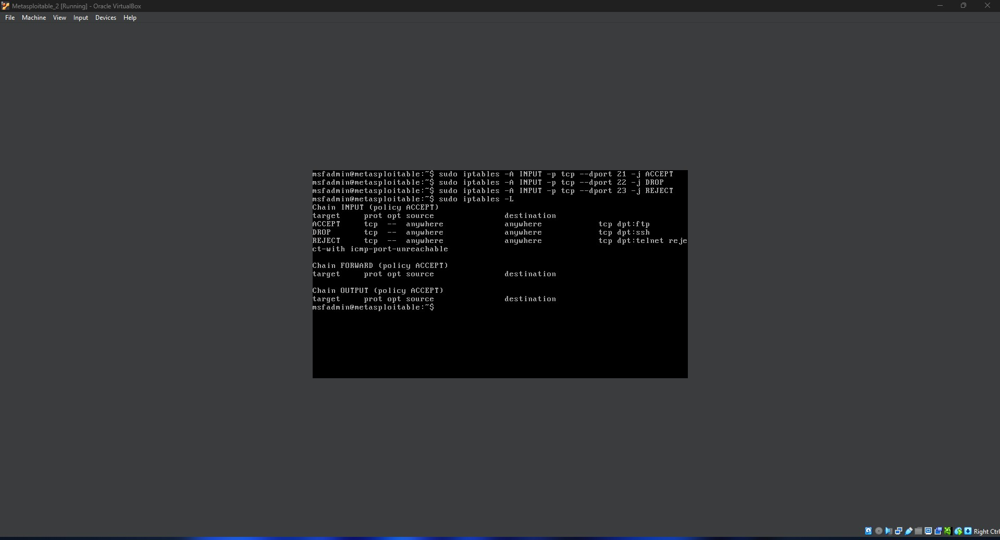 Metasploitable_2 [Running] - Oracle VirtualBox
File Machine View Input Devices Help
msfadmin@metasploitable:~$ sudo iptables -A INPUT -p tcp --dport 21 -j ACCEPT
msfadmin@metasploitable:~$ sudo iptables -A INPUT -p tcp --dport 22 -j DROP
msfadmin@metasploitable:~$ sudo iptables -A INPUT -p tcp --dport 23 -j REJECT
msfadmin@metasploitable:~$ sudo iptables -L
Chain INPUT (policy ACCEPT)
target     prot opt source               destination
ACCEPT     tcp  --  anywhere             anywhere            tcp dpt:ftp
DROP       tcp  --  anywhere             anywhere            tcp dpt:ssh
REJECT     tcp  --  anywhere             anywhere            tcp dpt:telnet reje
ct-with icmp-port-unreachable

Chain FORWARD (policy ACCEPT)
target     prot opt source               destination

Chain OUTPUT (policy ACCEPT)
target     prot opt source               destination
msfadmin@metasploitable:~$
Right Ctrl